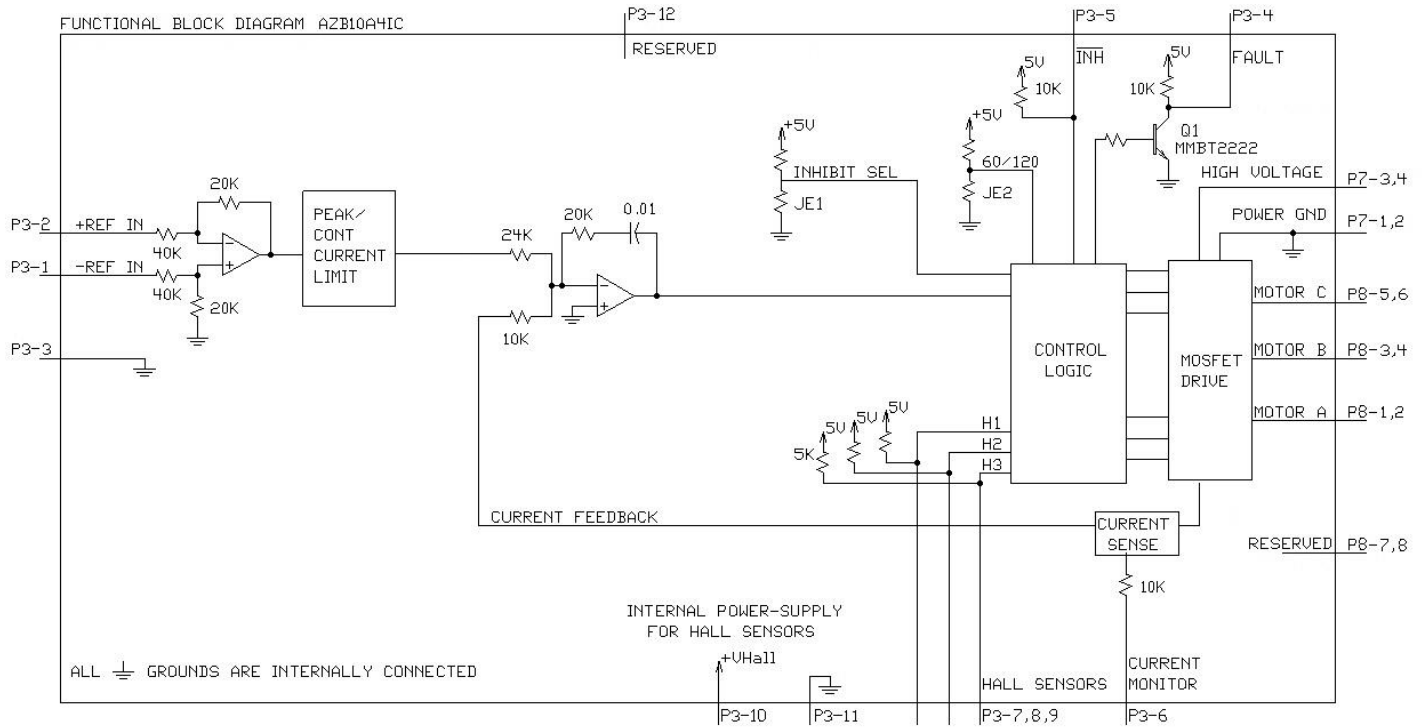 FUNCTIONAL BLOCK DIAGRAM AZB10A4IC
P3-12
RESERVED
P3-5
INH
5V
10K
P3-4
FAULT
5V
10K
Q1
MMBT2222
+5V
INHIBIT SEL
JE1
+5V
60/120
JE2
HIGH VOLTAGE
P7-3,4
POWER GND
P7-1,2
P3-2
+REF IN
40K
20K
P3-1
-REF IN
40K
20K
PEAK/
CONT
CURRENT
LIMIT
24K
20K
0.01
10K
P3-3
CONTROL
LOGIC
MOSFET
DRIVE
MOTOR C
P8-5,6
MOTOR B
P8-3,4
MOTOR A
P8-1,2
5V
5V
5V
5K
H1
H2
H3
CURRENT FEEDBACK
CURRENT
SENSE
RESERVED
P8-7,8
10K
INTERNAL POWER-SUPPLY
FOR HALL SENSORS
+VHall
ALL GROUNDS ARE INTERNALLY CONNECTED
HALL SENSORS
CURRENT
MONITOR
P3-10
P3-11
P3-7,8,9
P3-6